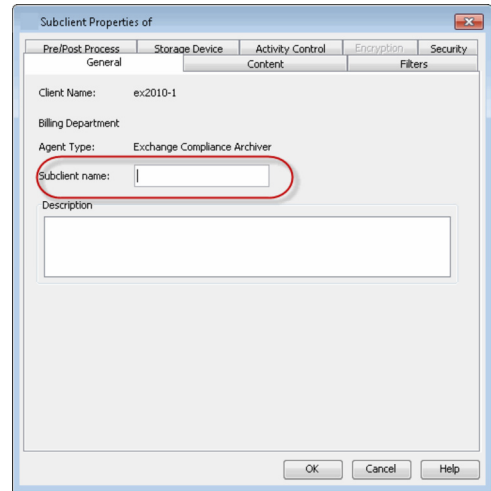 Subclient Properties of
Pre/Post Process Storage Device Activity Control Encryption Security
General Content Filters
Client Name: ex2010-1
Billing Department
Agent Type: Exchange Compliance Archiver
Subclient name:
Description
OK Cancel Help